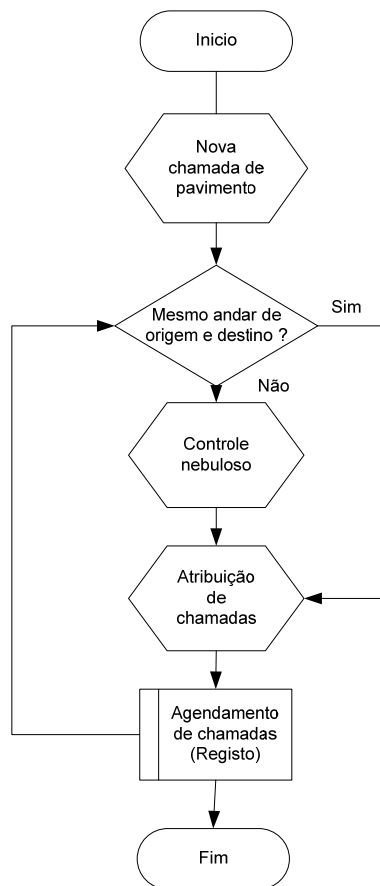 Inicio
Nova
chamada de
pavimento
Mesmo andar de
origem e destino ?
Sim
Não
Controle
nebuloso
Atribuição
de
chamadas
Agendamento
de chamadas
(Registo)
Fim